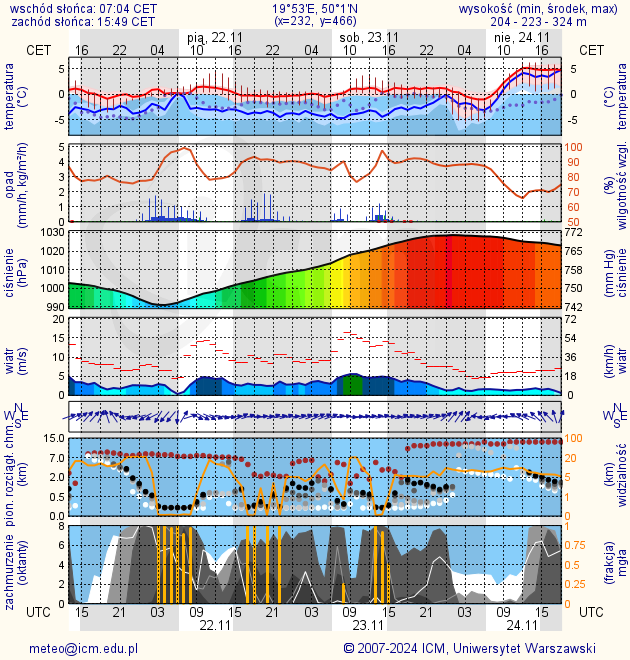 wschód słońca: 07:04 CET 19°53'E, 50°1'N wysokość (min, środek, max)
zachód słońca: 15:49 CET (x=232, y=466) 204 - 223 - 324 m
pią, 22.11 sob, 23.11 nie, 24.11
CET 16 22 04 10 16 22 04 10 16 22 04 10 16 CET
temperatura (°C) 5 0 -5 5 0 -5 (°C) temperatura
opad (mm/h, kg/m²/h) 5 4 3 2 1 0 100 90 80 70 60 50 (%) wilgotność wzgl.
ciśnienie (hPa) 1030 1020 1010 1000 990 772 765 758 750 742 (mm Hg) ciśnienie
wiatr (m/s) 20 15 10 5 0 72 54 36 18 0 (km/h) wiatr
N W E S N W E S
pion. rozciągł. chm. (km) 15.0 7.0 2.0 0.5 0.0 100 20 5 1 0 (km) widzialność
zachmurzenie (oktanty) 8 6 4 2 0 1 0.75 0.5 0.25 0 (frakcja) mgła
UTC 15 21 03 09 15 21 03 09 15 21 03 09 15 UTC
22.11 23.11 24.11
meteo@icm.edu.pl © 2007-2024 ICM, Uniwersytet Warszawski